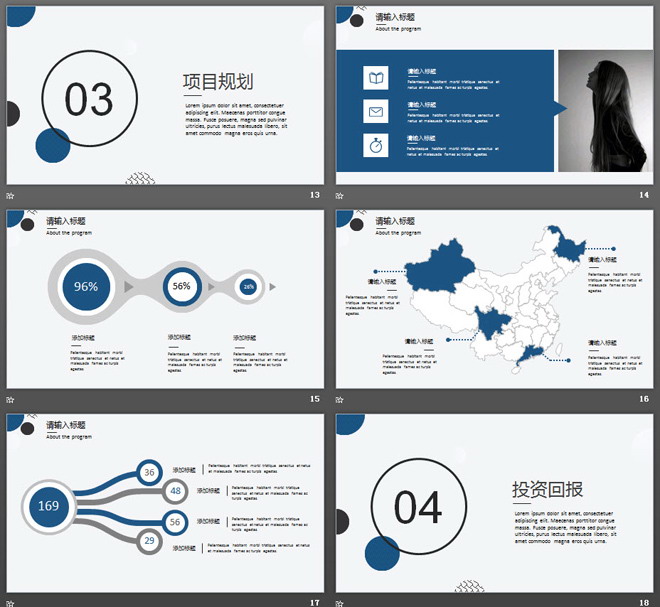 03
项目规划
Lorem ipsum dolor sit amet, consectetuer
adipiscing elit. Maecenas porttitor congue
massa. Fusce posuere, magna sed pulvinar
ultricies, purus lectus malesuada libero, sit
amet commodo magna eros quis urna.
13
请输入标题
About the program
请输入标题
Pellentesque habitant morbi tristique senectus et
netus et malesuada fames ac turpis egestas.
请输入标题
Pellentesque habitant morbi tristique senectus et
netus et malesuada fames ac turpis egestas.
请输入标题
Pellentesque habitant morbi tristique senectus et
netus et malesuada fames ac turpis egestas.
14
请输入标题
About the program
96%
56%
26%
添加标题
Pellentesque habitant morbi
tristique senectus et netus et
malesuada fames ac turpis
egestas.
添加标题
Pellentesque habitant morbi
tristique senectus et netus et
malesuada fames ac turpis
egestas.
添加标题
Pellentesque habitant morbi
tristique senectus et netus et
malesuada fames ac turpis
egestas.
15
请输入标题
About the program
请输入标题
Pellentesque habitant morbi
tristique senectus et netus et
malesuada fames ac turpis
egestas.
请输入标题
Pellentesque habitant morbi
tristique senectus et netus et
malesuada fames ac turpis
egestas.
请输入标题
Pellentesque habitant morbi
tristique senectus et netus et
malesuada fames ac turpis
egestas.
请输入标题
Pellentesque habitant morbi
tristique senectus et netus et
malesuada fames ac turpis
egestas.
16
请输入标题
About the program
169
36
添加标题
Pellentesque habitant morbi tristique senectus et netus
et malesuada fames ac turpis egestas.
48
添加标题
Pellentesque habitant morbi
tristique senectus et netus et malesuada fames ac
turpis egestas.
56
添加标题
Pellentesque habitant morbi
tristique senectus et netus et malesuada fames ac
turpis egestas.
29
添加标题
Pellentesque habitant morbi tristique senectus et netus
et malesuada fames ac turpis egestas.
17
04
投资回报
Lorem ipsum dolor sit amet, consectetuer
adipiscing elit. Maecenas porttitor congue
massa. Fusce posuere, magna sed pulvinar
ultricies, purus lectus malesuada libero, sit
amet commodo magna eros quis urna.
18